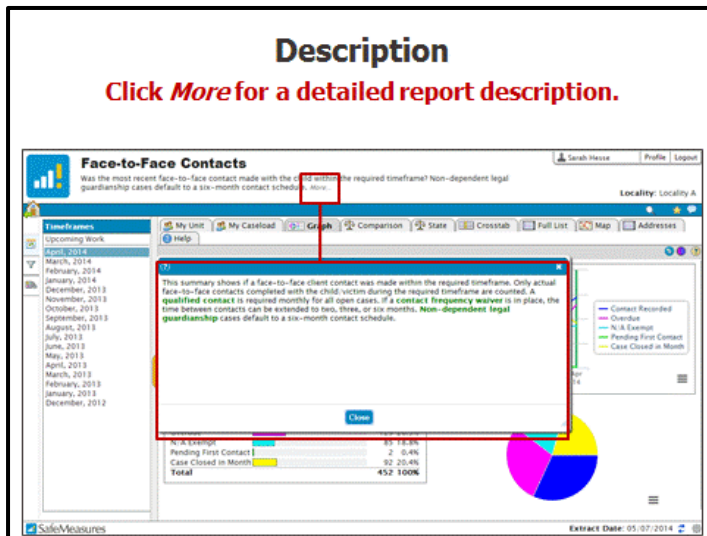 Description
Click More for a detailed report description.
Face-to-Face Contacts
Sarah Hesse
Profile
Logout
Was the most recent face-to-face contact made with the child within the required timeframe? Non-dependent legal
guardianship cases default to a six-month contact schedule. More...
Locality: Locality A
Timeframes
Upcoming Work
April, 2014
March, 2014
February, 2014
January, 2014
December, 2013
November, 2013
October, 2013
September, 2013
August, 2013
July, 2013
June, 2013
May, 2013
April, 2013
March, 2013
February, 2013
January, 2013
December, 2012
My Unit
My Caseload
Graph
Comparison
State
Crosstab
Full List
Map
Addresses
Help
(?)
This summary shows if a face-to-face client contact was made within the required timeframe. Only actual
face-to-face contacts completed with the child/victim during the required timeframe are counted. A
qualified contact is required monthly for all open cases. If a contact frequency waiver is in place, the
time between contacts can be extended to two, three, or six months. Non-dependent legal
guardianship cases default to a six-month contact schedule.
Close
Contact Recorded
Overdue
N/A Exempt
Pending First Contact
Case Closed in Month
Apr
14
N/A Exempt 85 18.8%
Pending First Contact 2 0.4%
Case Closed in Month 92 20.4%
Total 452 100%
SafeMeasures
Extract Date: 05/07/2014